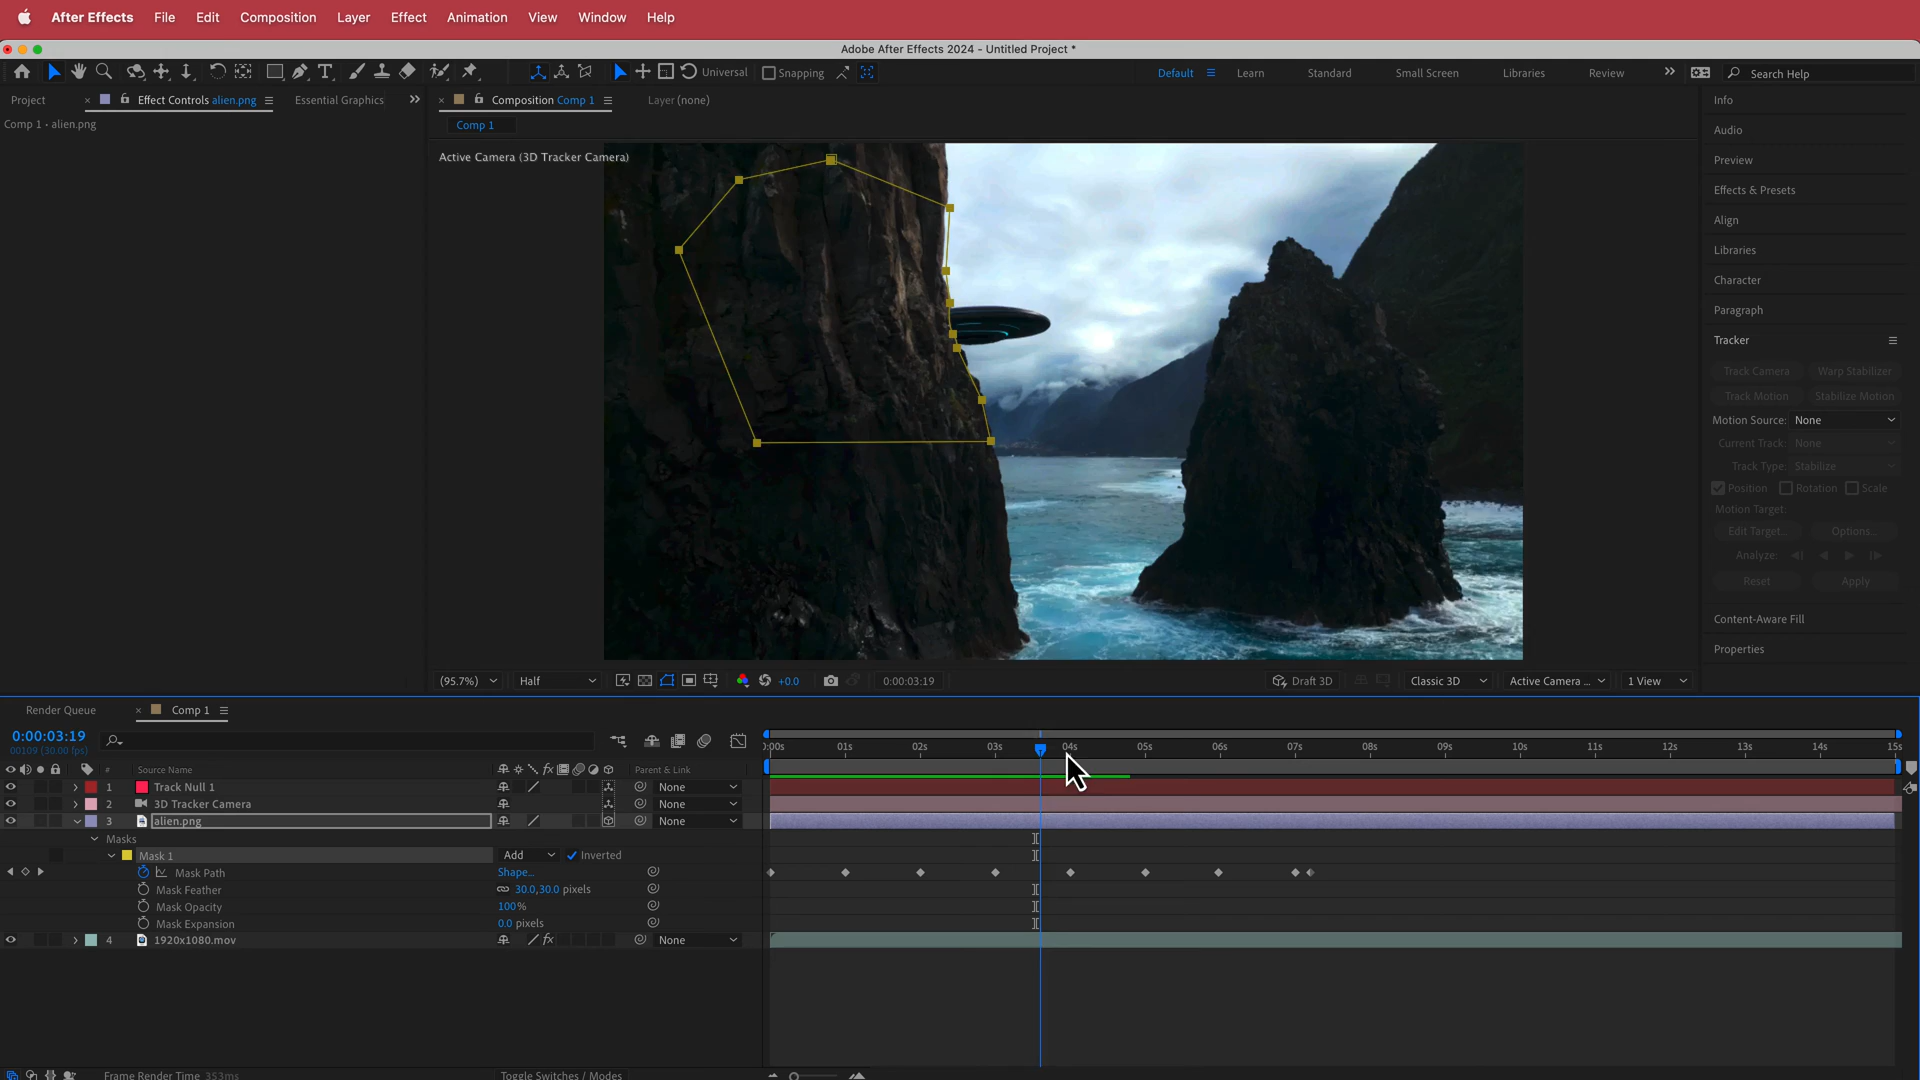 After Effects File Edit Composition Layer Effect Animation View Window Help
Adobe After Effects 2024 - Untitled Project *
Universal Snapping Default Learn Standard Small Screen Libraries Review Search Help
Project Effect Controls alien.png Essential Graphics Composition Comp 1 Layer (none) Info
Comp 1 • alien.png
Comp 1
Audio
Active Camera (3D Tracker Camera)
Preview
Effects & Presets
Align
Libraries
Character
Paragraph
Tracker
Track Camera Warp Stabilizer
Track Motion Stabilize Motion
Motion Source: None
Current Track: None
Track Type: Stabilize
Position Rotation Scale
Motion Target:
Edit Target... Options...
Analyze:
Reset Apply
Content-Aware Fill
Properties
(95.7%) Half +0.0 0:00:03:19 Draft 3D Classic 3D Active Camera ... 1 View
Render Queue Comp 1
0:00:03:19
00109 (30.00 fps)
):00s 01s 02s 03s 04s 05s 06s 07s 08s 09s 10s 11s 12s 13s 14s 15s
# Source Name fx Parent & Link
1 Track Null 1 None
2 3D Tracker Camera None
3 alien.png None
Masks
Mask 1 Add Inverted
Mask Path Shape...
Mask Feather 30.0,30.0 pixels
Mask Opacity 100%
Mask Expansion 0.0 pixels
4 1920x1080.mov fx None
Frame Render Time 353ms Toggle Switches / Modes